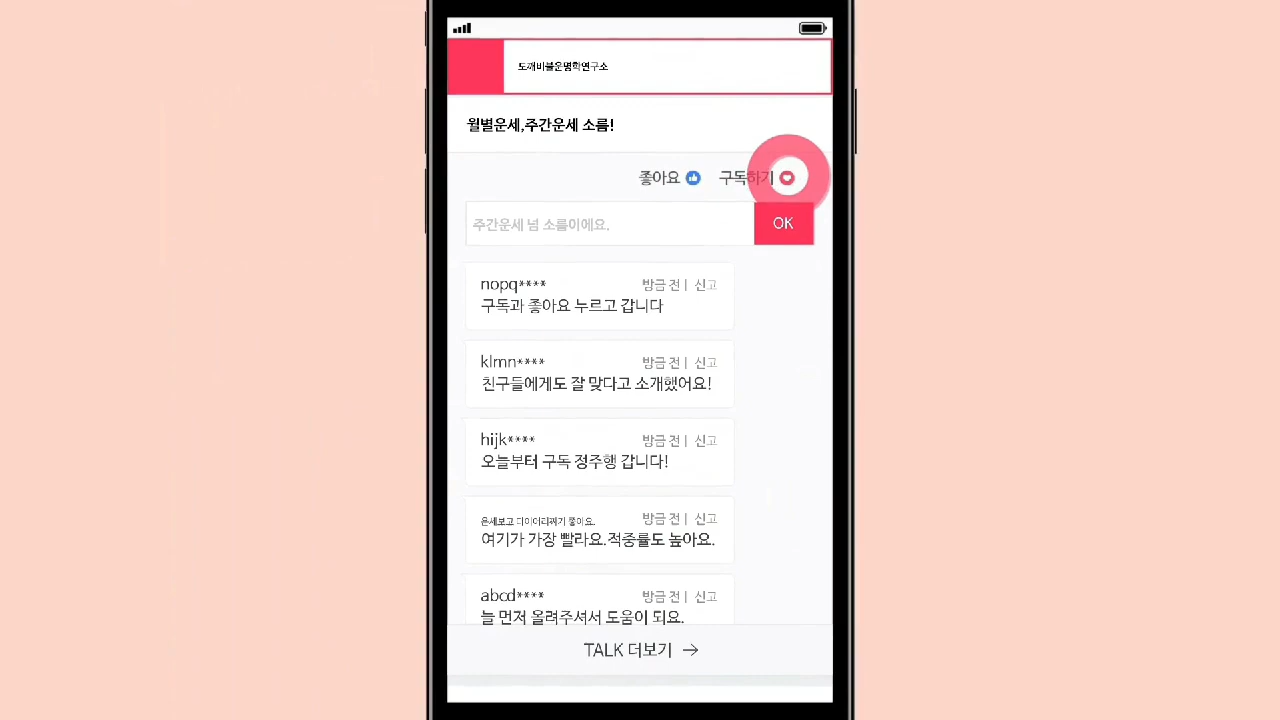 도깨비불운명학연구소
월별운세,주간운세 소름!
좋아요 구독하기
주간운세 넘 소름이에요.
OK
nopq**** 방금 전 | 신고
구독과 좋아요 누르고 갑니다
klmn**** 방금 전 | 신고
친구들에게도 잘 맞다고 소개했어요!
hijk**** 방금 전 | 신고
오늘부터 구독 정주행 갑니다!
운세보고 다이어리짜기 좋아요. 방금 전 | 신고
여기가 가장 빨라요.적중률도 높아요.
abcd**** 방금 전 | 신고
늘 먼저 올려주셔서 도움이 되요.
TALK 더보기 →